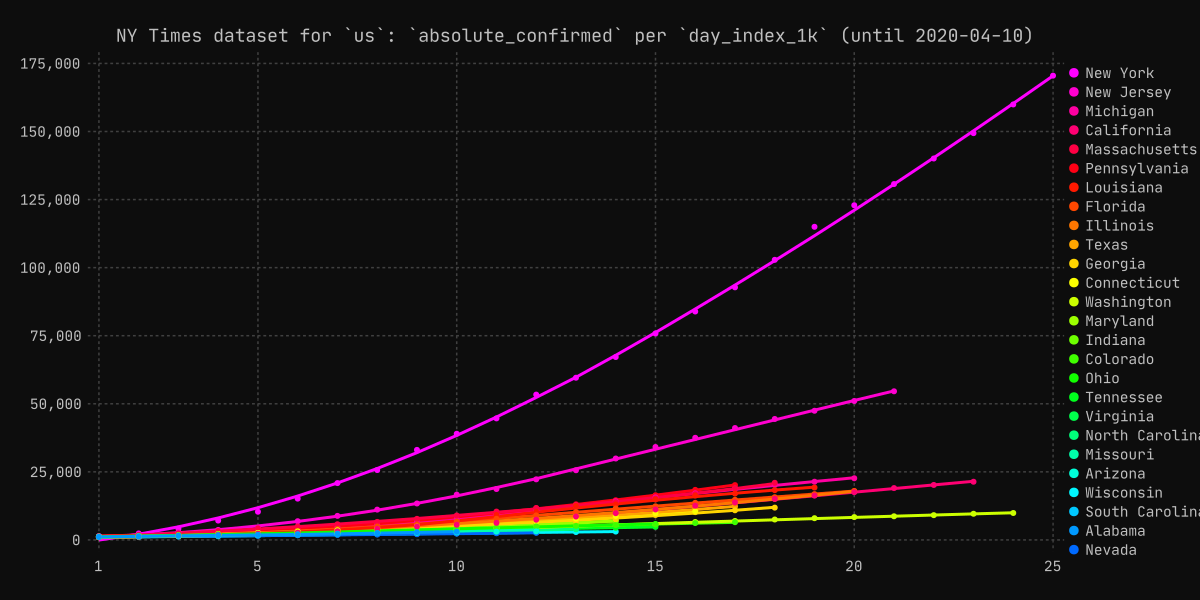 NY Times dataset for `us`: `absolute_confirmed` per `day_index_1k` (until 2020-04-10)
175,000
150,000
125,000
100,000
75,000
50,000
25,000
0
1
5
10
15
20
25
New York
New Jersey
Michigan
California
Massachusetts
Pennsylvania
Louisiana
Florida
Illinois
Texas
Georgia
Connecticut
Washington
Maryland
Indiana
Colorado
Ohio
Tennessee
Virginia
North Carolina
Missouri
Arizona
Wisconsin
South Carolina
Alabama
Nevada